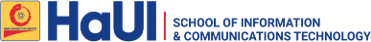 HaUI
SCHOOL OF INFORMATION
& COMMUNICATIONS TECHNOLOGY